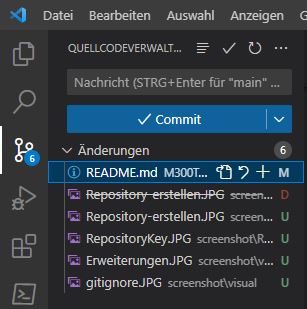 Datei Bearbeiten Auswahl Anzeigen
QUELLCODEVERWALT...
Nachricht (STRG+Enter für "main" ...
Commit
Änderungen 6
README.md M300T... M
Repository-erstellen.JPG screen... D
Repository-erstellen.JPG screen... U
RepositoryKey.JPG screenshot\R... U
Erweiterungen.JPG screenshot\v... U
gitignore.JPG screenshot\visual U
6